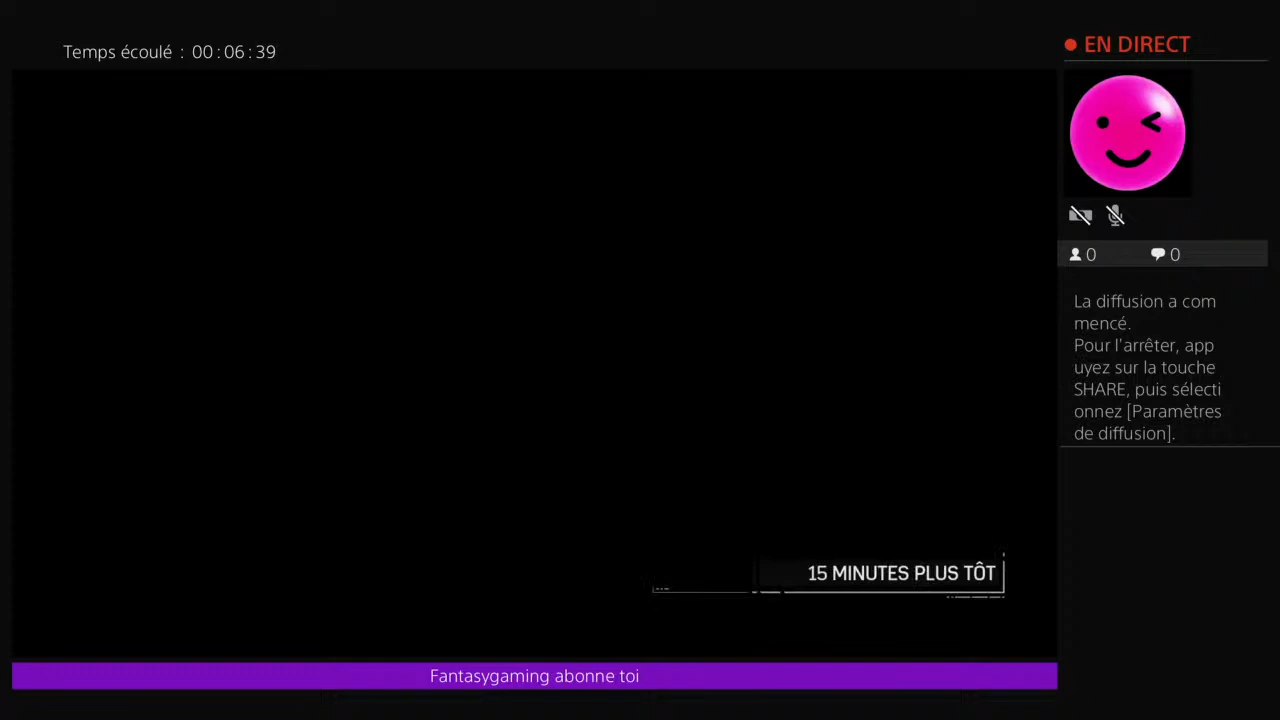 Temps écoulé : 00:06:39
EN DIRECT
0 0
La diffusion a com
mencé.
Pour l'arrêter, app
uyez sur la touche
SHARE, puis sélecti
onnez [Paramètres
de diffusion].
15 MINUTES PLUS TÔT
Fantasygaming abonne toi